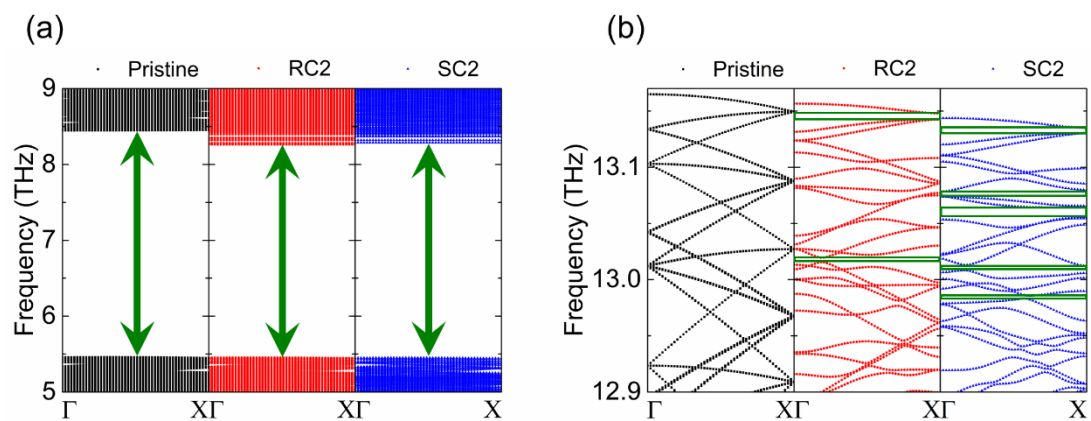 (a)
(b)
Pristine RC2 SC2
Pristine RC2 SC2
Frequency (THz)
9
8
7
6
5
Γ XΓ XΓ X
Frequency (THz)
13.1
13.0
12.9
Γ XΓ XΓ X